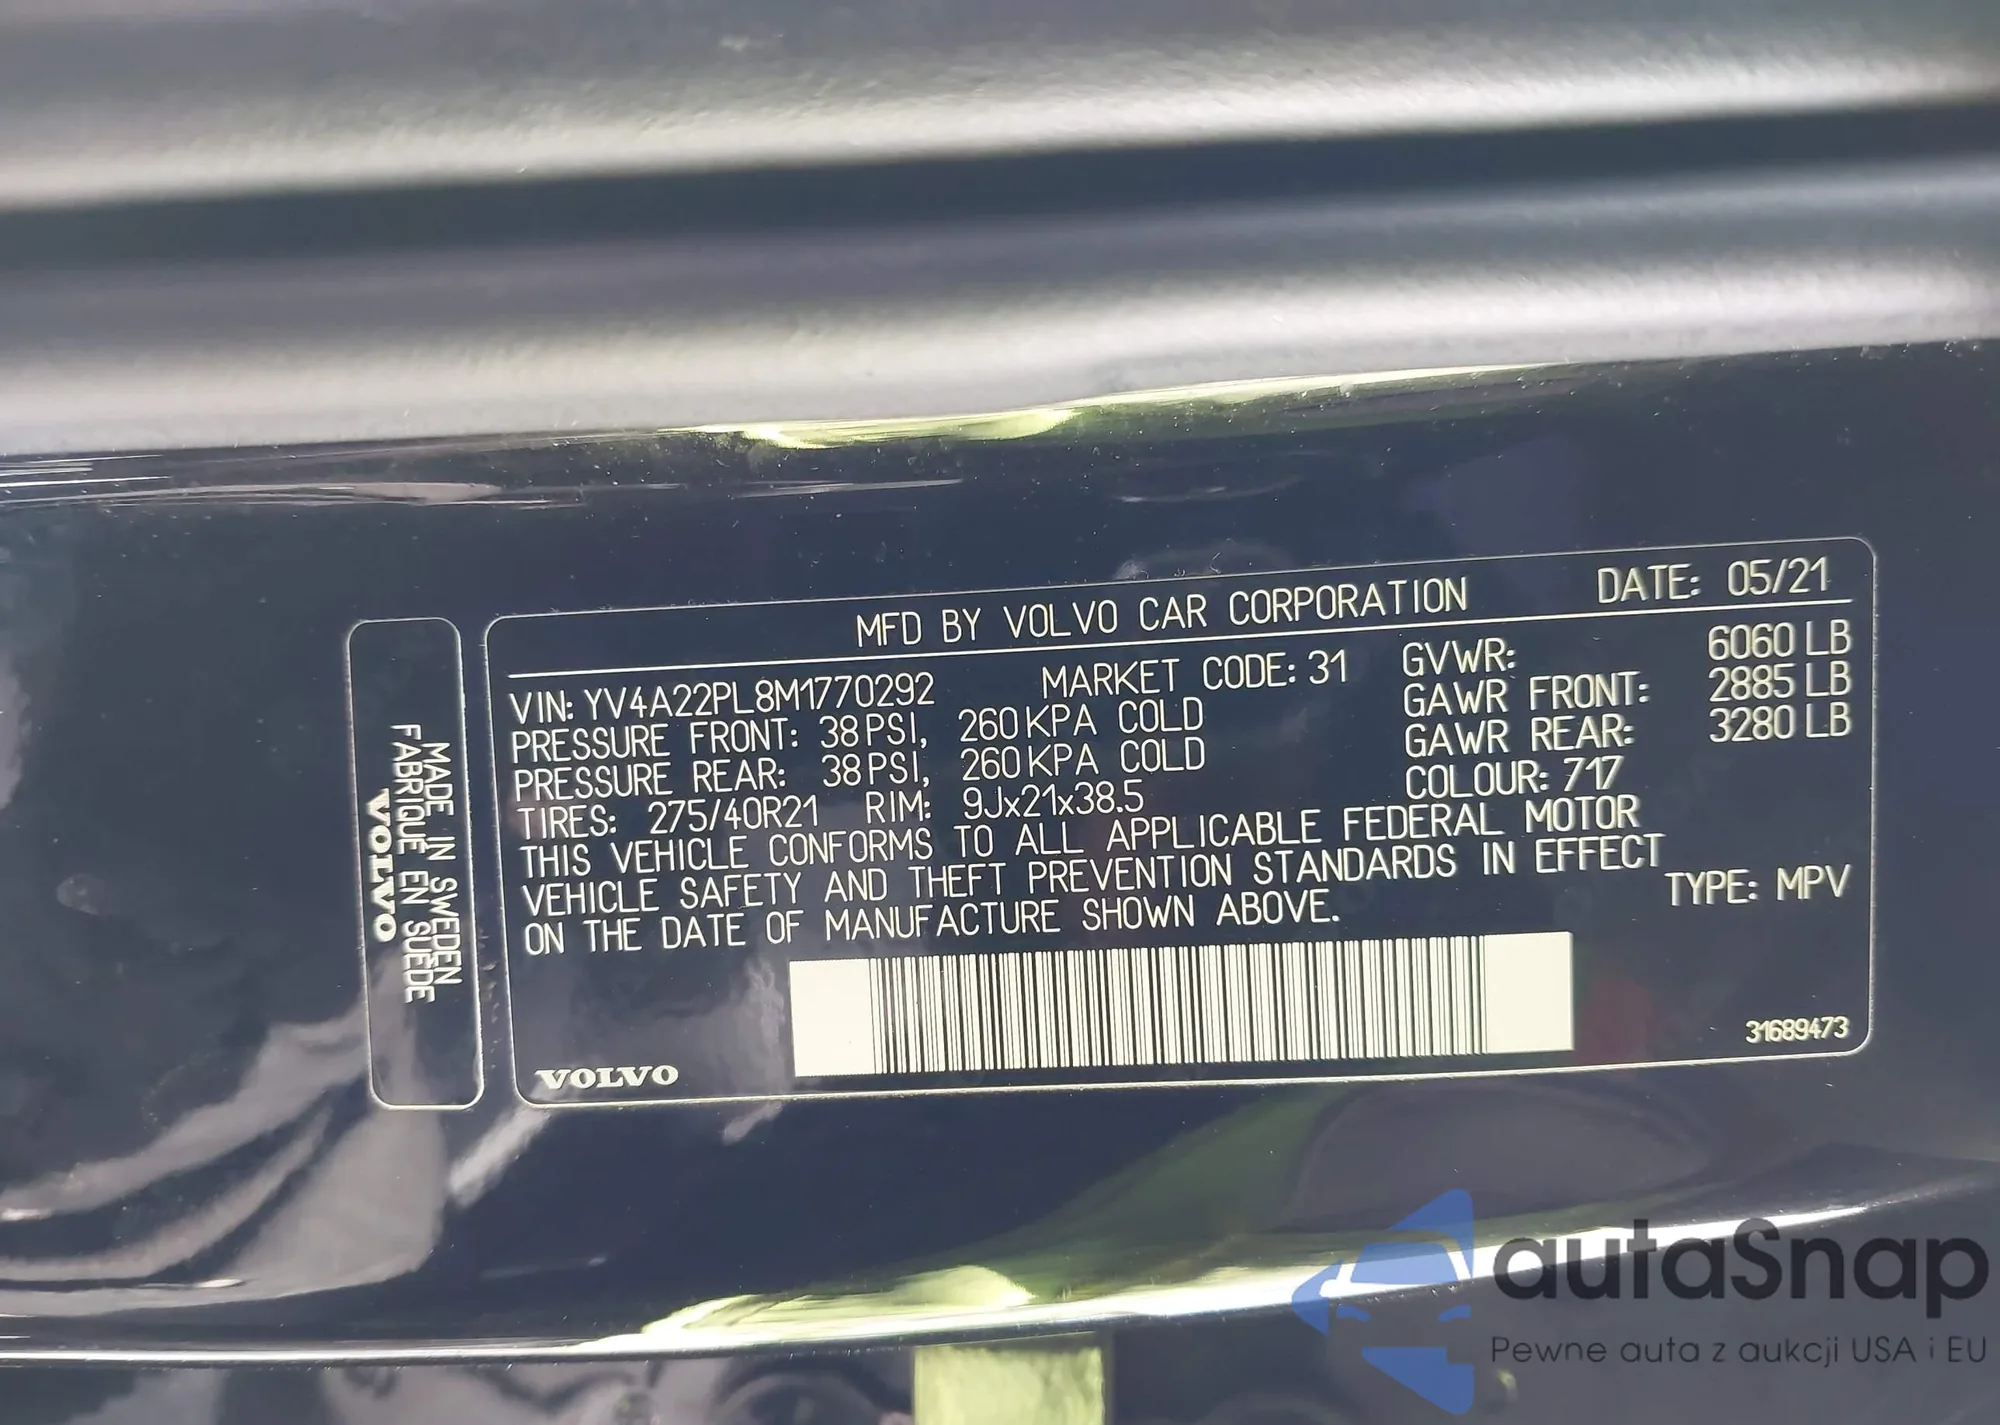 MFD BY VOLVO CAR CORPORATION DATE: 05/21
VIN: YV4A22PL8M1770292 MARKET CODE: 31 GVWR: 6060 LB
PRESSURE FRONT: 38 PSI, 260 KPA COLD GAWR FRONT: 2885 LB
PRESSURE REAR: 38 PSI, 260 KPA COLD GAWR REAR: 3280 LB
TIRES: 275/40R21 RIM: 9Jx21x38.5 COLOUR: 717
THIS VEHICLE CONFORMS TO ALL APPLICABLE FEDERAL MOTOR
VEHICLE SAFETY AND THEFT PREVENTION STANDARDS IN EFFECT
ON THE DATE OF MANUFACTURE SHOWN ABOVE.
TYPE: MPV
31689473
VOLVO
MADE IN SWEDEN
FABRIQUE EN SUEDE
VOLVO
autaSnap
Pewne auta z aukcji USA i EU